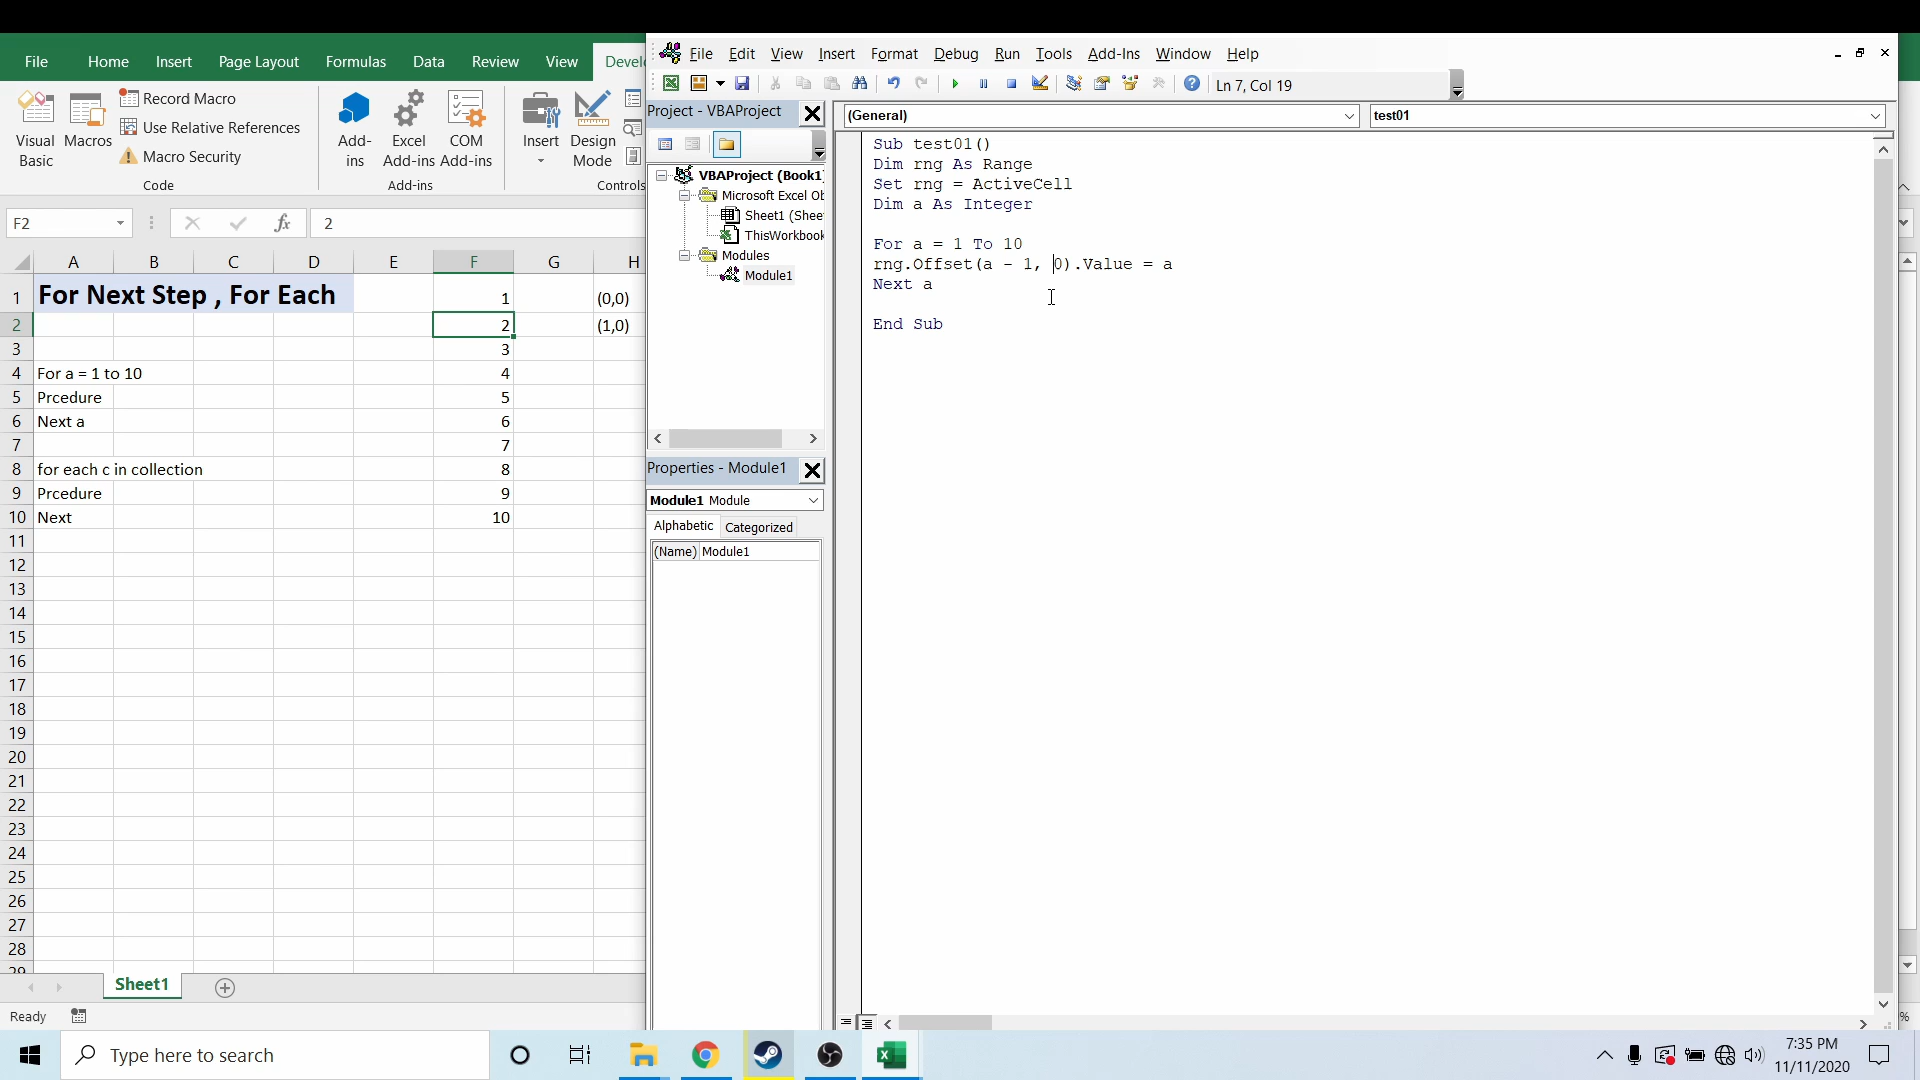 File Home Insert Page Layout Formulas Data Review View Devel
Visual Basic
Macros
Record Macro
Use Relative References
Macro Security
Code
Add-ins
Excel Add-ins
COM Add-ins
Add-ins
Insert
Design Mode
Controls
F2
fx
2
A B C D E F G H
1 For Next Step , For Each 1 (0,0)
2 2 (1,0)
3 3
4 For a = 1 to 10 4
5 Prcedure 5
6 Next a 6
7 7
8 for each c in collection 8
9 Prcedure 9
10 Next 10
11
12
13
14
15
16
17
18
19
20
21
22
23
24
25
26
27
28
29
Sheet1
Ready
File Edit View Insert Format Debug Run Tools Add-Ins Window Help
Ln 7, Col 19
Project - VBAProject
VBAProject (Book1)
Microsoft Excel Ob
Sheet1 (Shee
ThisWorkbook
Modules
Module1
Properties - Module1
Module1 Module
Alphabetic Categorized
(Name) Module1
(General) test01
Sub test01()
Dim rng As Range
Set rng = ActiveCell
Dim a As Integer
For a = 1 To 10
rng.Offset(a - 1, 0).Value = a
Next a
End Sub
%
Type here to search
7:35 PM
11/11/2020